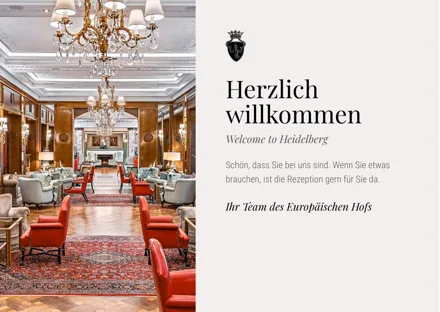 Herzlich
willkommen
Welcome to Heidelberg
Schön, dass Sie bei uns sind. Wenn Sie etwas
brauchen, ist die Rezeption gern für Sie da.
Ihr Team des Europäischen Hofs